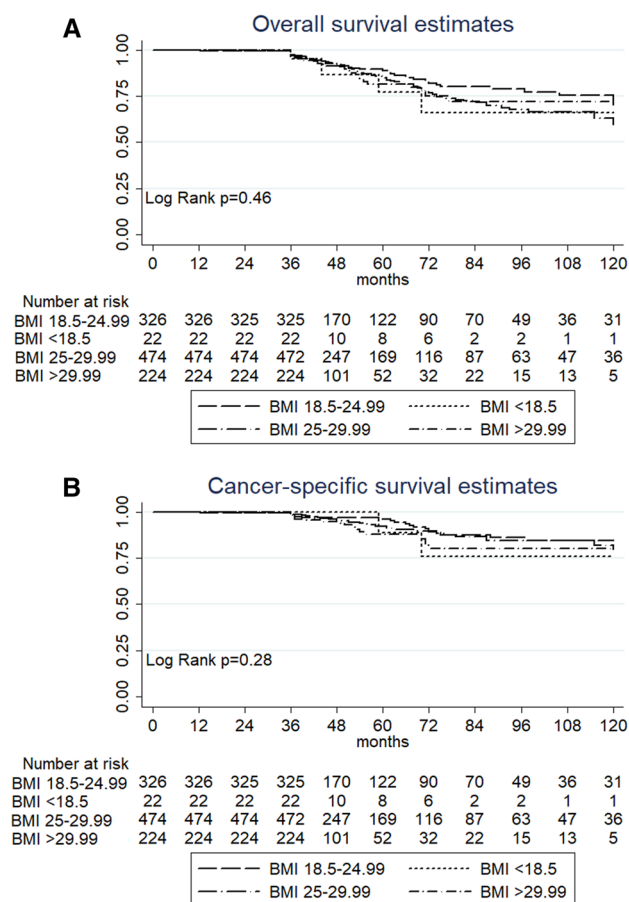 A
Overall survival estimates
1.00
0.75
0.50
0.25
0.00
Log Rank p=0.46
0 12 24 36 48 60 72 84 96 108 120
months
Number at risk
BMI 18.5-24.99 326 326 325 325 170 122 90 70 49 36 31
BMI <18.5 22 22 22 22 10 8 6 2 2 1 1
BMI 25-29.99 474 474 474 472 247 169 116 87 63 47 36
BMI >29.99 224 224 224 224 101 52 32 22 15 13 5
BMI 18.5-24.99 BMI <18.5
BMI 25-29.99 BMI >29.99
B
Cancer-specific survival estimates
1.00
0.75
0.50
0.25
0.00
Log Rank p=0.28
0 12 24 36 48 60 72 84 96 108 120
months
Number at risk
BMI 18.5-24.99 326 326 325 325 170 122 90 70 49 36 31
BMI <18.5 22 22 22 22 10 8 6 2 2 1 1
BMI 25-29.99 474 474 474 472 247 169 116 87 63 47 36
BMI >29.99 224 224 224 224 101 52 32 22 15 13 5
BMI 18.5-24.99 BMI <18.5
BMI 25-29.99 BMI >29.99